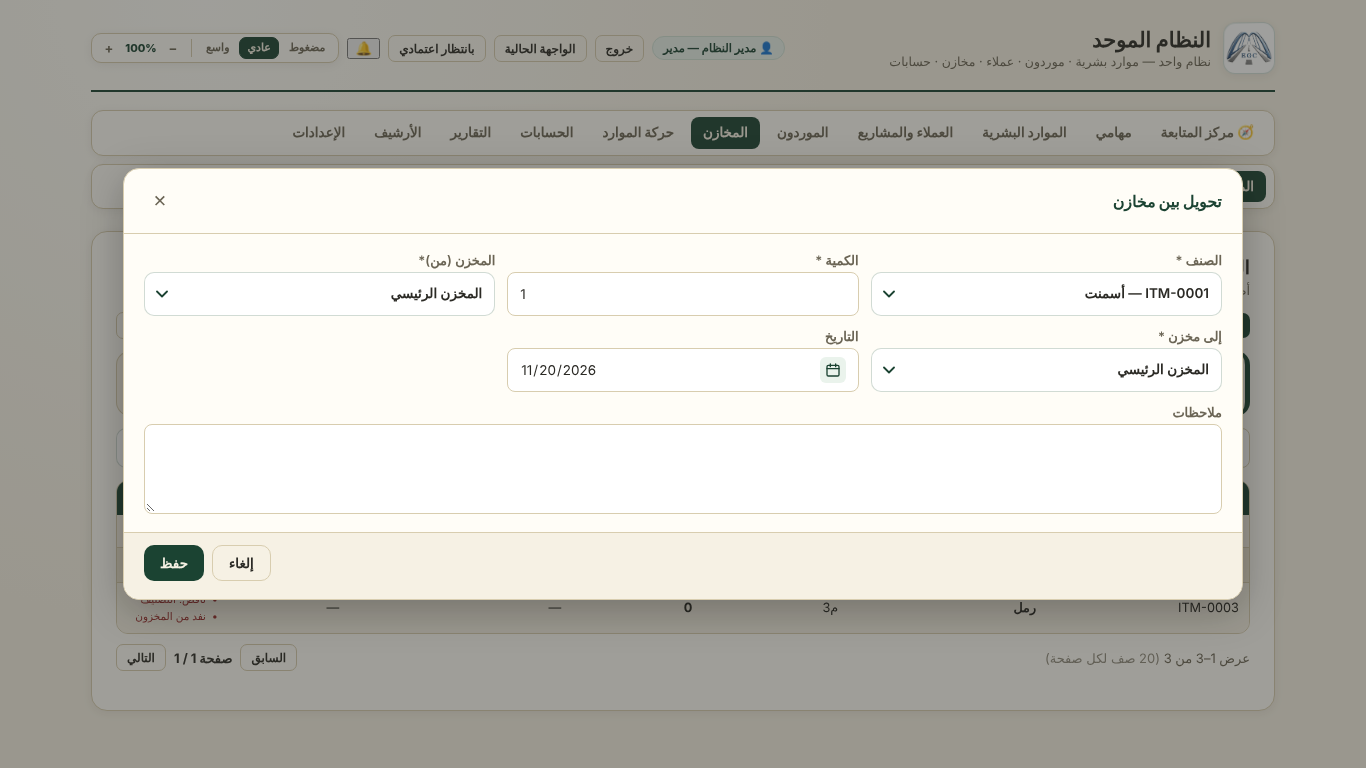 النظام الموحد
نظام واحد — موارد بشرية · موردون · عملاء · مخازن · حسابات
👤 مدير النظام — مدير
خروج
الواجهة الحالية
بانتظار اعتمادي
🔔
مضغوط
عادي
واسع
− 100% +
🧭 مركز المتابعة
مهامي
الموارد البشرية
العملاء والمشاريع
الموردون
المخازن
حركة الموارد
الحسابات
التقارير
الأرشيف
الإعدادات
تحويل بين مخازن
×
الصنف *
الكمية *
المخزن (من)*
ITM-0001 — أسمنت
1
المخزن الرئيسي
إلى مخزن *
التاريخ
المخزن الرئيسي
11/20/2026
ملاحظات
إلغاء
حفظ
ITM-0003
رمل
م3
0
—
—
• نفد من المخزون
عرض 1–3 من 3 (20 صف لكل صفحة)
السابق
صفحة 1 / 1
التالي